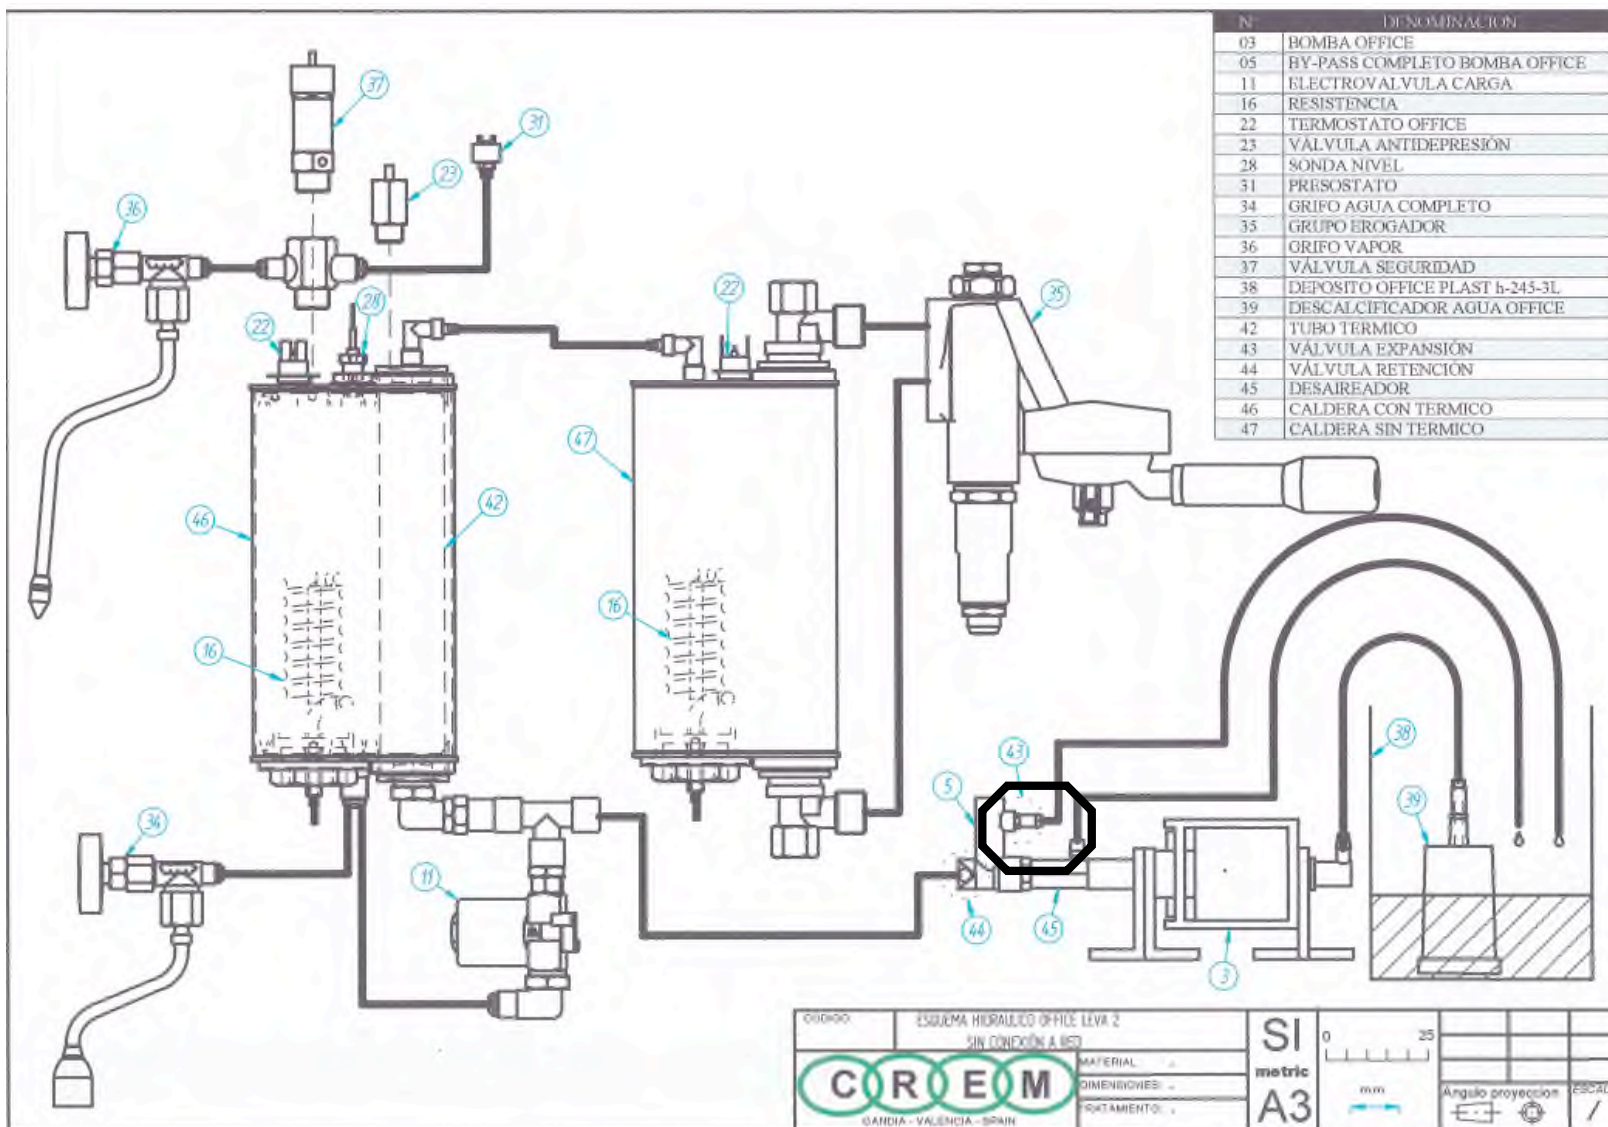 N DENOMINACION
03 BOMBA OFFICE
05 BY-PASS COMPLETO BOMBA OFFICE
11 ELECTROVALVULA CARGA
16 RESISTENCIA
22 TERMOSTATO OFFICE
23 VÁLVULA ANTIDEPRESIÓN
28 SONDA NIVEL
31 PRESOSTATO
34 GRIFO AGUA COMPLETO
35 GRUPO EROGADOR
36 GRIFO VAPOR
37 VÁLVULA SEGURIDAD
38 DEPOSITO OFFICE PLAST h-245-3L
39 DESCALCIFICADOR AGUA OFFICE
42 TUBO TERMICO
43 VÁLVULA EXPANSIÓN
44 VÁLVULA RETENCIÓN
45 DESAIREADOR
46 CALDERA CON TERMICO
47 CALDERA SIN TERMICO
37
31
23
36
22
28
22
35
47
46
42
16
16
43
38
5
39
34
11
44
45
3
CODIGO
ESQUEMA HIDRAULICO OFFICE LEVA 2
SIN CONEXIÓN A RED
CREM
GANDIA - VALENCIA - SPAIN
MATERIAL
DIMENSIONES:
TRATAMIENTO:
SI
metric
A3
0 25
mm
Angulo proyeccion